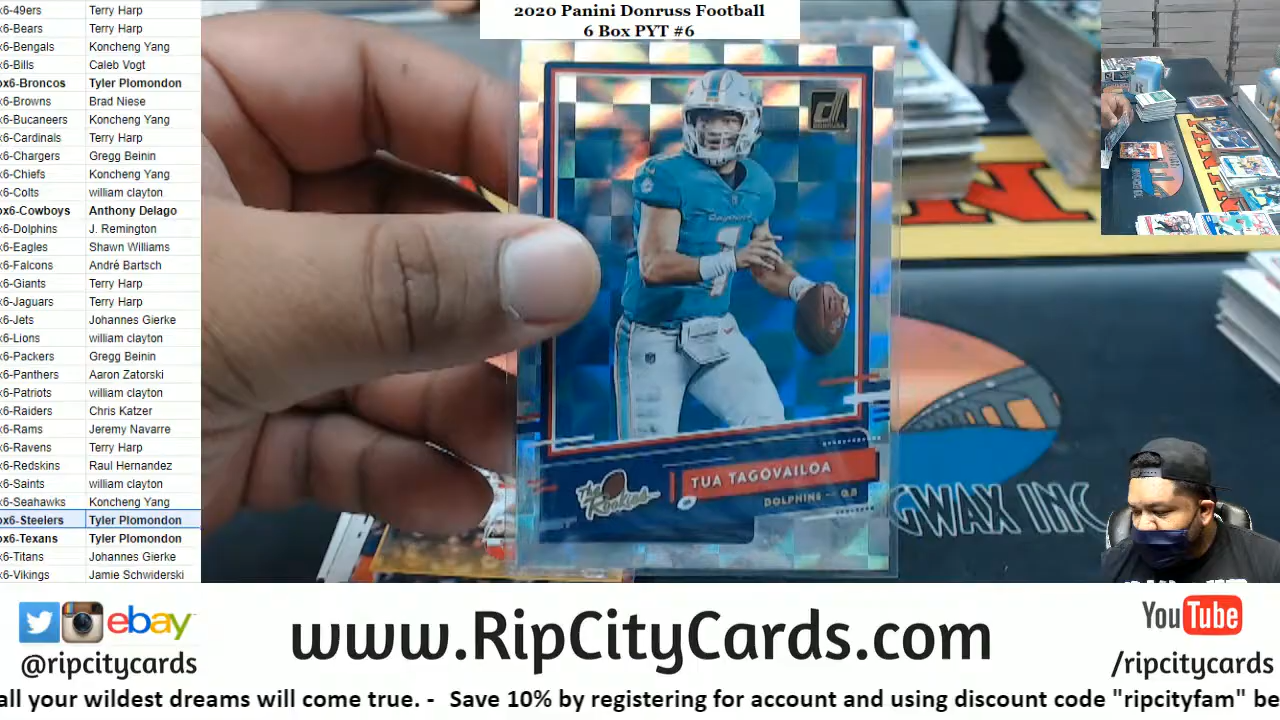 x6-49ers Terry Harp
x6-Bears Terry Harp
x6-Bengals Koncheng Yang
x6-Bills Caleb Vogt
ox6-Broncos Tyler Plomondon
x6-Browns Brad Niese
x6-Bucaneers Koncheng Yang
x6-Cardinals Terry Harp
x6-Chargers Gregg Beinin
x6-Chiefs Koncheng Yang
x6-Colts william clayton
ox6-Cowboys Anthony Delago
x6-Dolphins J. Remington
x6-Eagles Shawn Williams
x6-Falcons André Bartsch
x6-Giants Terry Harp
x6-Jaguars Terry Harp
x6-Jets Johannes Gierke
x6-Lions william clayton
x6-Packers Gregg Beinin
x6-Panthers Aaron Zatorski
x6-Patriots william clayton
x6-Raiders Chris Katzer
x6-Rams Jeremy Navarre
x6-Ravens Terry Harp
x6-Redskins Raul Hernandez
x6-Saints william clayton
x6-Seahawks Koncheng Yang
ox6-Steelers Tyler Plomondon
ox6-Texans Tyler Plomondon
x6-Titans Johannes Gierke
x6-Vikings Jamie Schwiderski
2020 Panini Donruss Football
6 Box PYT #6
DONRUSS
1
The Rookies
TUA TAGOVAILOA
DOLPHINS — QB
GWAX INC
ebay
@ripcitycards
www.RipCityCards.com
YouTube
/ripcitycards
all your wildest dreams will come true. - Save 10% by registering for account and using discount code "ripcityfam" be